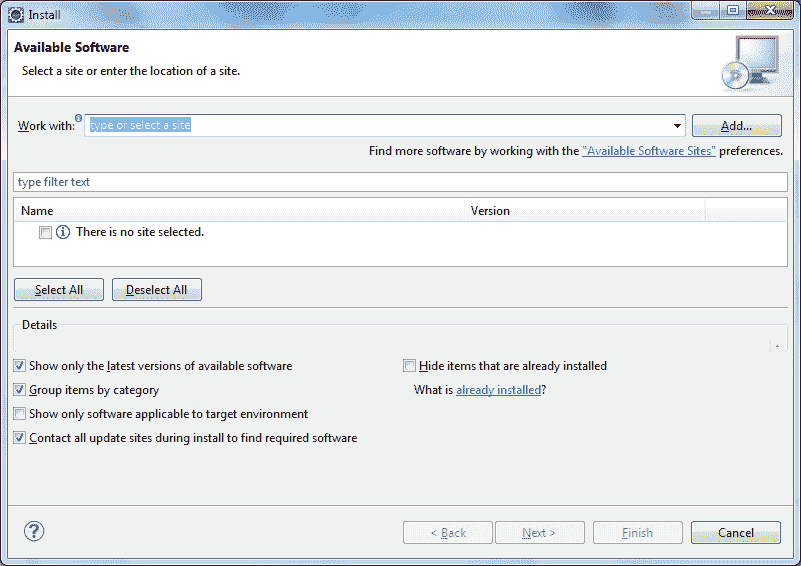 Install
Available Software
Select a site or enter the location of a site.
Work with: type or select a site Add...
Find more software by working with the "Available Software Sites" preferences.
type filter text
Name Version
There is no site selected.
Select All Deselect All
Details
Show only the latest versions of available software Hide items that are already installed
Group items by category What is already installed?
Show only software applicable to target environment
Contact all update sites during install to find required software
< Back Next > Finish Cancel